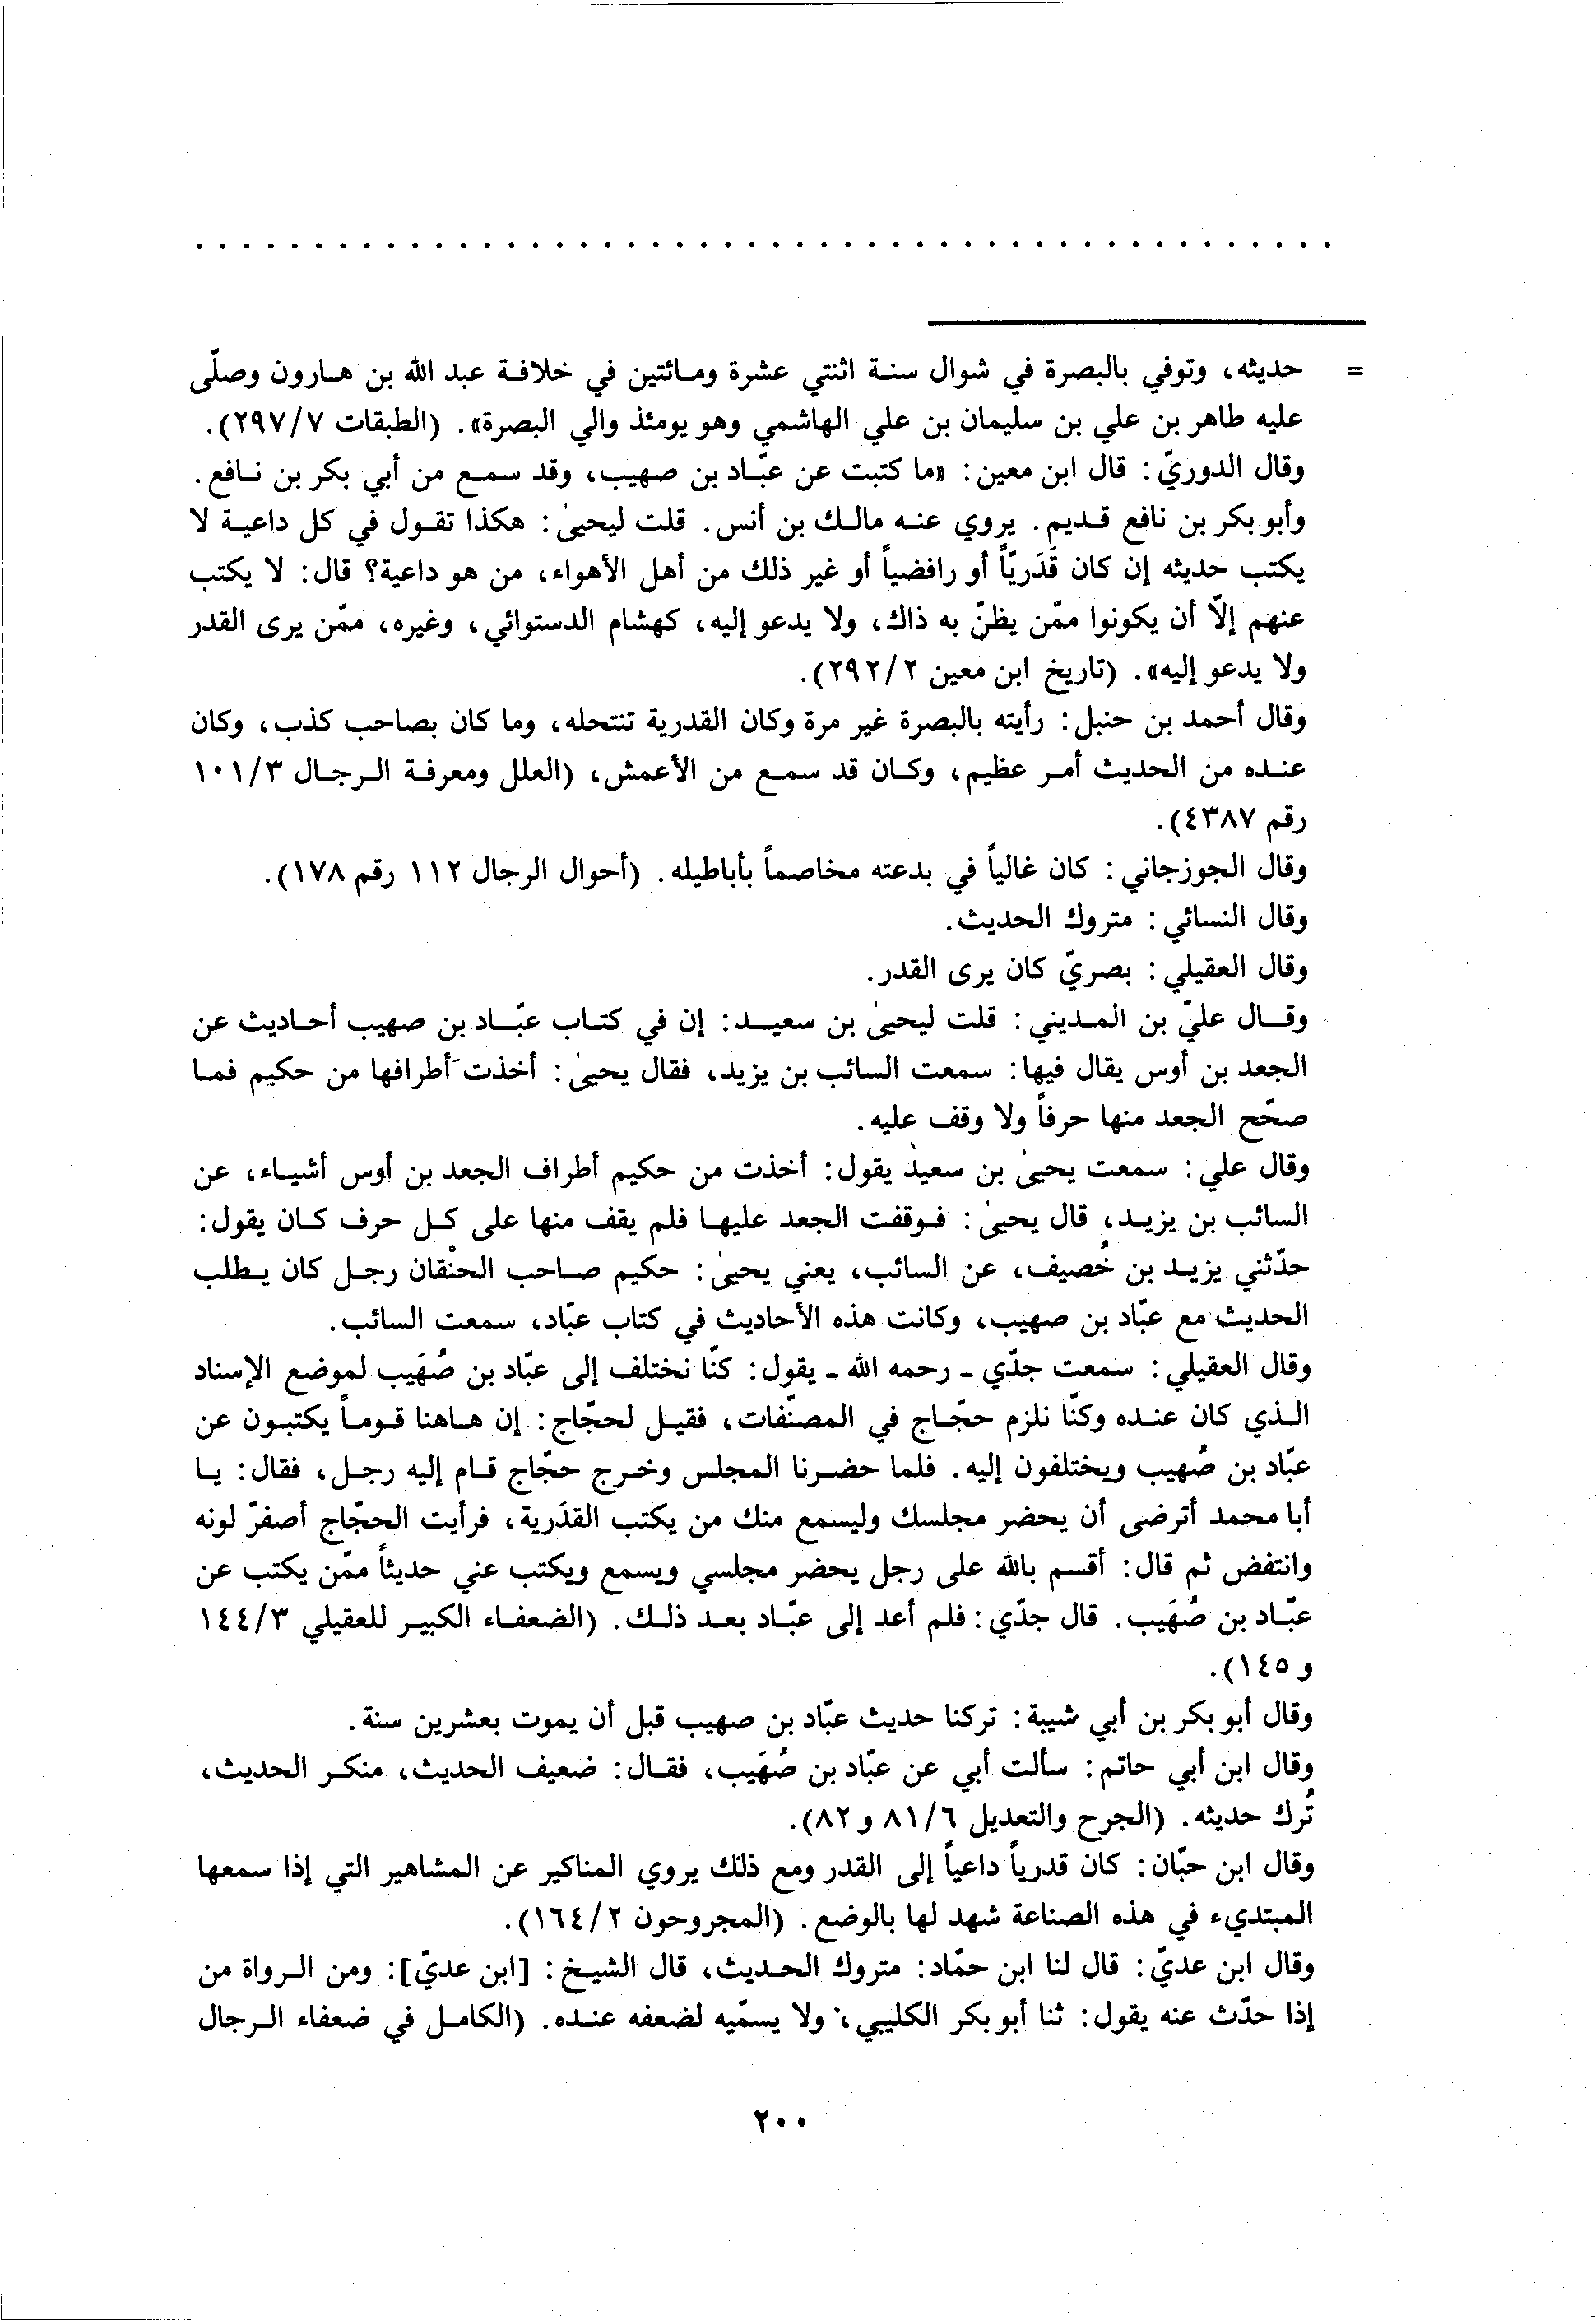 = حديثه، وتوفي بالبصرة في شوال سنة اثنتي عشرة ومائتين في خلافة عبد الله بن هارون وصلّى
عليه طاهر بن علي بن سليمان بن علي الهاشمي وهو يومئذ والي البصرة». (الطبقات ٢٩٧/٧).
وقال الدوريّ: قال ابن معين: «ما كتبت عن عبّاد بن صهيب، وقد سمع من أبي بكر بن نافع.
وأبو بكر بن نافع قديم. يروي عنه مالك بن أنس. قلت ليحيىٰ: هكذا تقول في كل داعية لا
يكتب حديثه إن كان قَدَريّاً أو رافضياً أو غير ذلك من أهل الأهواء، من هو داعية؟ قال: لا يكتب
عنهم إلّا أن يكونوا ممّن يظنّ به ذاك، ولا يدعو إليه، كهشام الدستوائي، وغيره، ممّن يرى القدر
ولا يدعو إليه». (تاريخ ابن معين ٢٩٢/٢).
وقال أحمد بن حنبل: رأيته بالبصرة غير مرة وكان القدرية تنتحله، وما كان بصاحب كذب، وكان
عنده من الحديث أمر عظيم، وكان قد سمع من الأعمش، (العلل ومعرفة الرجال ١٠١/٣
رقم ٤٣٨٧).
وقال الجوزجاني: كان غالياً في بدعته مخاصماً بأباطيله. (أحوال الرجال ١١٢ رقم ١٧٨).
وقال النسائي: متروك الحديث.
وقال العقيلي: بصريّ كان يرى القدر.
وقال عليّ بن المديني: قلت ليحيىٰ بن سعيد: إن في كتاب عبّاد بن صهيب أحاديث عن
الجعد بن أوس يقال فيها: سمعت السائب بن يزيد، فقال يحيىٰ: أخذت أطرافها من حكيم فما
صحّح الجعد منها حرفاً ولا وقف عليه.
وقال علي: سمعت يحيىٰ بن سعيد يقول: أخذت من حكيم أطراف الجعد بن أوس أشياء، عن
السائب بن يزيد، قال يحيىٰ: فوقفت الجعد عليها فلم يقف منها على كل حرف كان يقول:
حدّثني يزيد بن خُصيف، عن السائب، يعني يحيىٰ: حكيم صاحب الحنْقان رجل كان يطلب
الحديث مع عبّاد بن صهيب، وكانت هذه الأحاديث في كتاب عبّاد، سمعت السائب.
وقال العقيلي: سمعت جدّي - رحمه الله - يقول: كنّا نختلف إلى عبّاد بن صُهَيب لموضع الإسناد
الذي كان عنده وكنّا نلزم حجّاج في المصنّفات، فقيل لحجّاج: إن هاهنا قوماً يكتبون عن
عبّاد بن صُهيب ويختلفون إليه. فلما حضرنا المجلس وخرج حجّاج قام إليه رجل، فقال: يا
أبا محمد أترضى أن يحضر مجلسك وليسمع منك من يكتب القدَرية، فرأيت الحجّاج أصفرّ لونه
وانتفض ثم قال: أقسم بالله على رجل يحضر مجلسي ويسمع ويكتب عني حديثاً ممّن يكتب عن
عبّاد بن صُهَيب. قال جدّي: فلم أعد إلى عبّاد بعد ذلك. (الضعفاء الكبير للعقيلي ١٤٤/٣
و ١٤٥).
وقال أبو بكر بن أبي شيبة: تركنا حديث عبّاد بن صهيب قبل أن يموت بعشرين سنة.
وقال ابن أبي حاتم: سألت أبي عن عبّاد بن صُهَيب، فقال: ضعيف الحديث، منكر الحديث،
تُرك حديثه. (الجرح والتعديل ٨١/٦ و ٨٢).
وقال ابن حبّان: كان قدرياً داعياً إلى القدر ومع ذلك يروي المناكير عن المشاهير التي إذا سمعها
المبتدىء في هذه الصناعة شهد لها بالوضع. (المجروحون ١٦٤/٢).
وقال ابن عديّ: قال لنا ابن حمّاد: متروك الحديث، قال الشيخ: [ابن عديّ]: ومن الرواة من
إذا حدّث عنه يقول: ثنا أبو بكر الكليبي، ولا يسمّيه لضعفه عنده. (الكامل في ضعفاء الرجال
٢٠٠